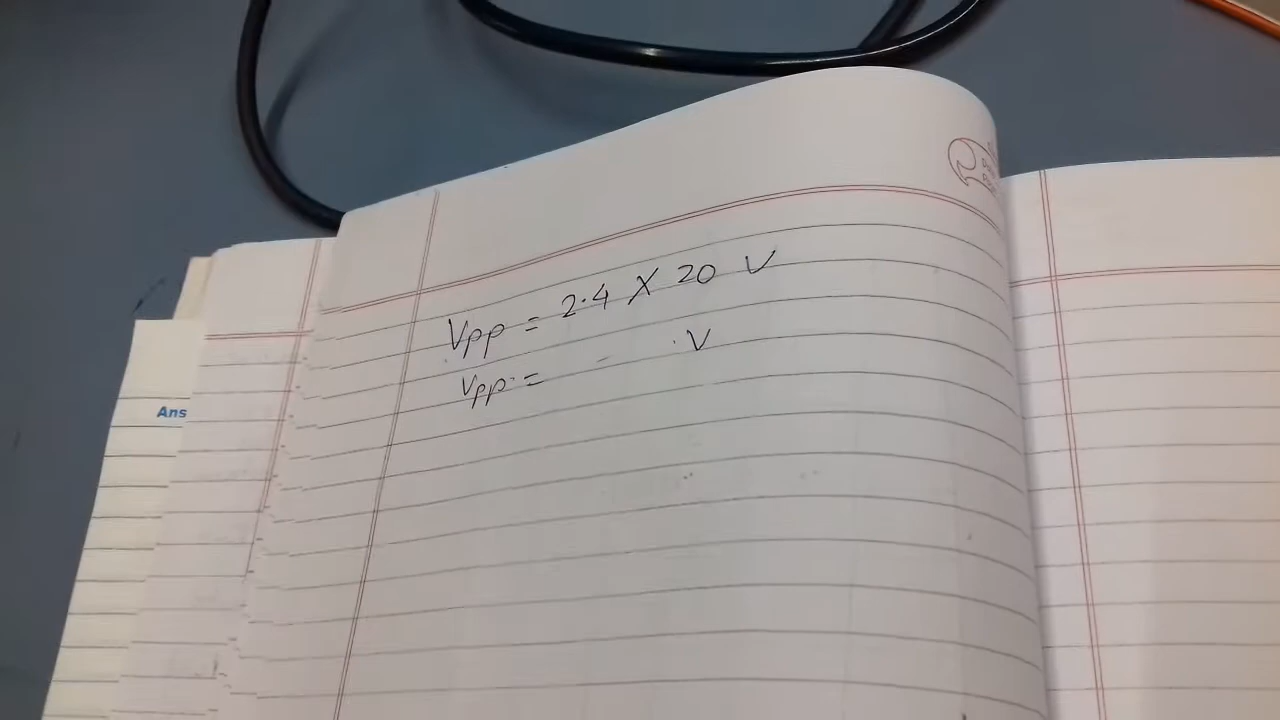 Vpp = 2.4 X 20 V
Vpp = V
Ans